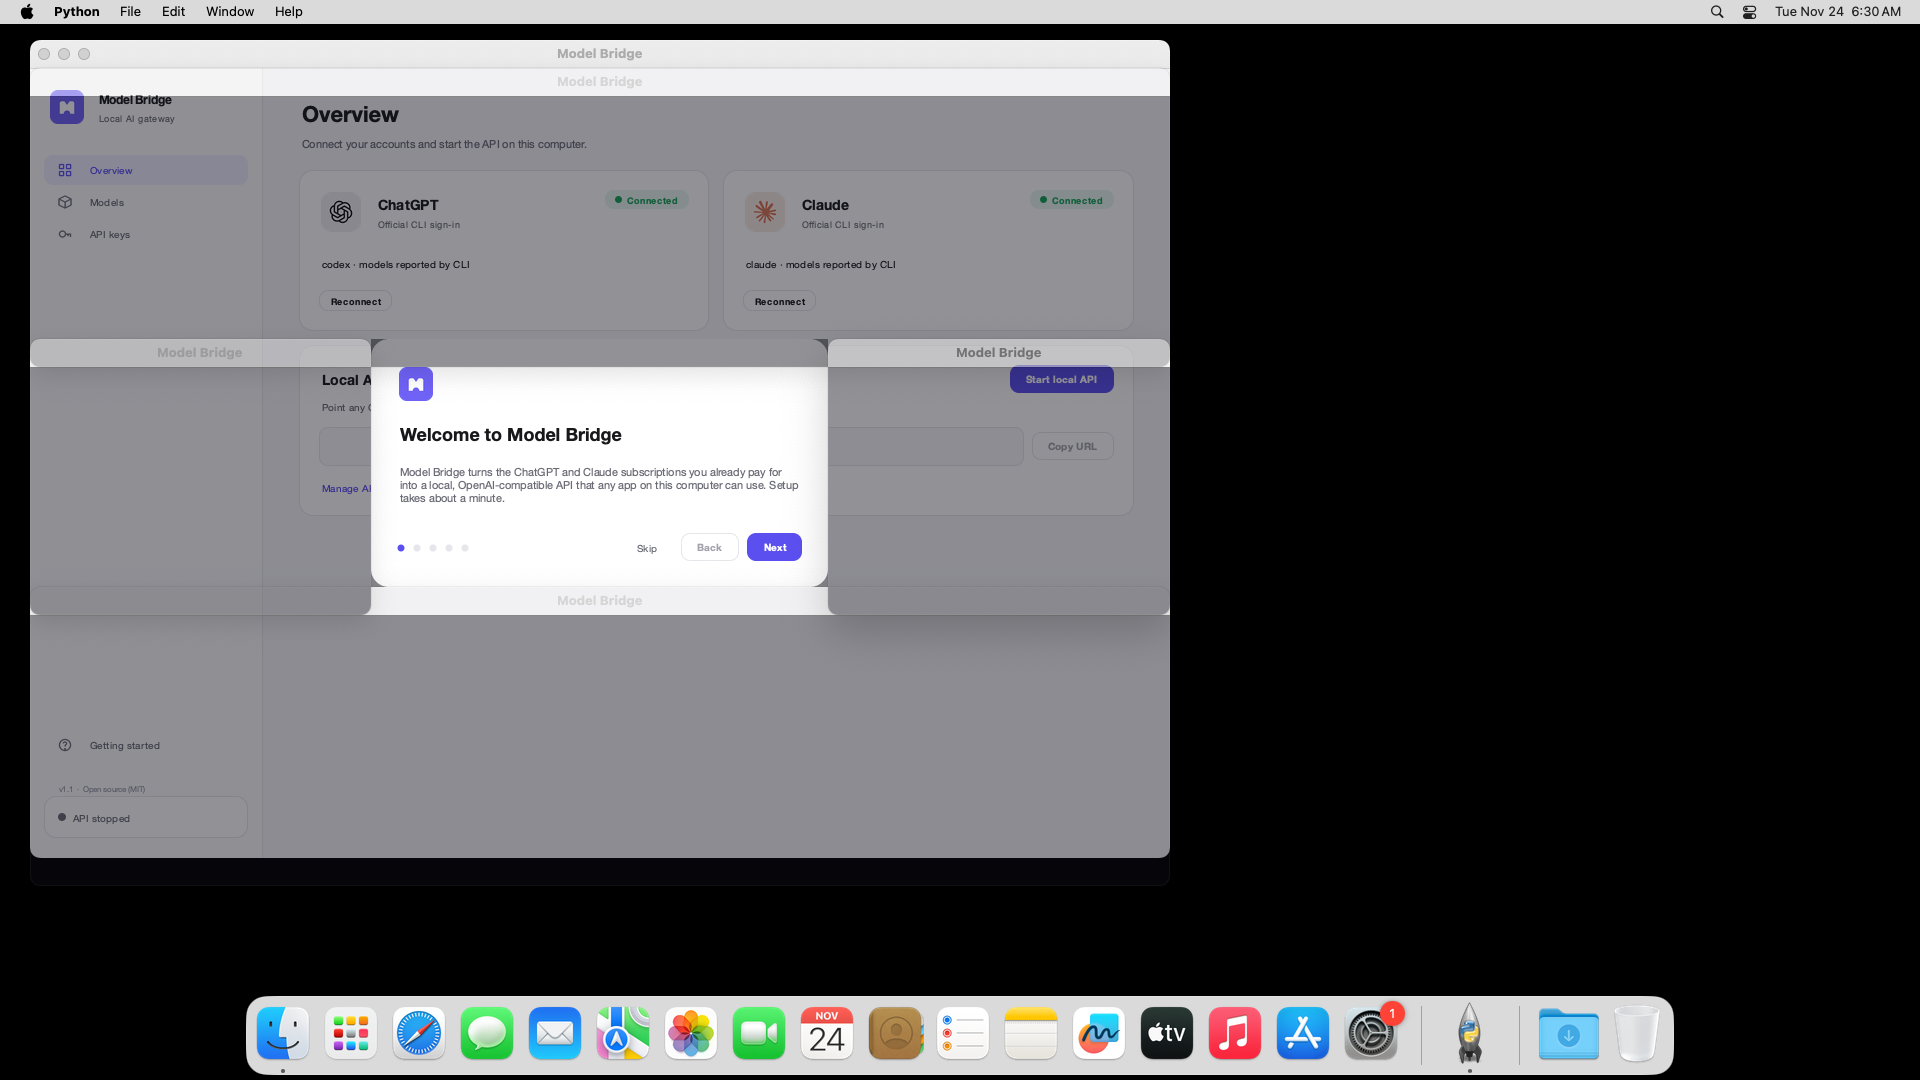 Python File Edit Window Help
Tue Nov 24 6:30 AM
Model Bridge
Model Bridge
Model Bridge
Local AI gateway
Overview
Models
API keys
Overview
Connect your accounts and start the API on this computer.
ChatGPT
Official CLI sign-in
Connected
codex · models reported by CLI
Reconnect
Claude
Official CLI sign-in
Connected
claude · models reported by CLI
Reconnect
Model Bridge
Model Bridge
Local A
Point any
Manage
Start local API
Copy URL
Welcome to Model Bridge
Model Bridge turns the ChatGPT and Claude subscriptions you already pay for
into a local, OpenAI-compatible API that any app on this computer can use. Setup
takes about a minute.
Skip
Back
Next
Model Bridge
Getting started
v1.1 · Open source (MIT)
API stopped
NOV
24
tv
1